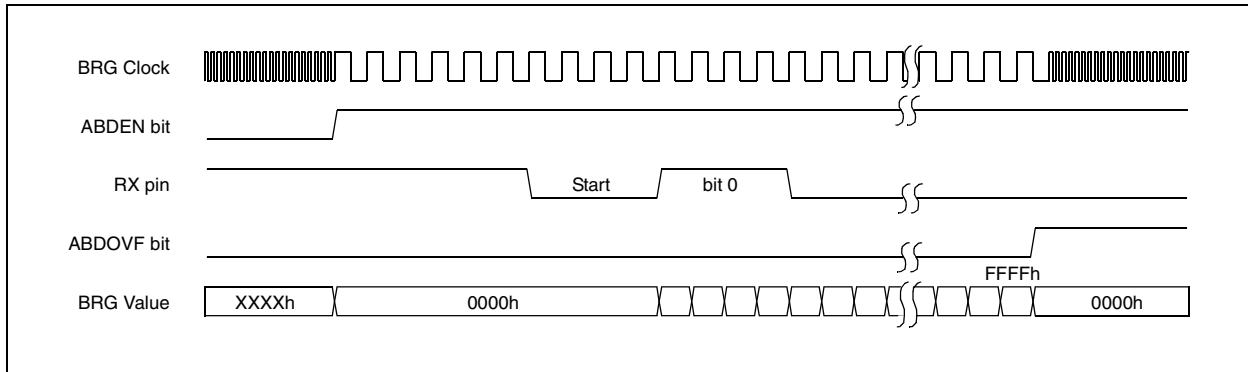 BRG Clock
ABDEN bit
RX pin
Start
bit 0
ABDOVF bit
FFFFh
BRG Value
XXXXh
0000h
0000h